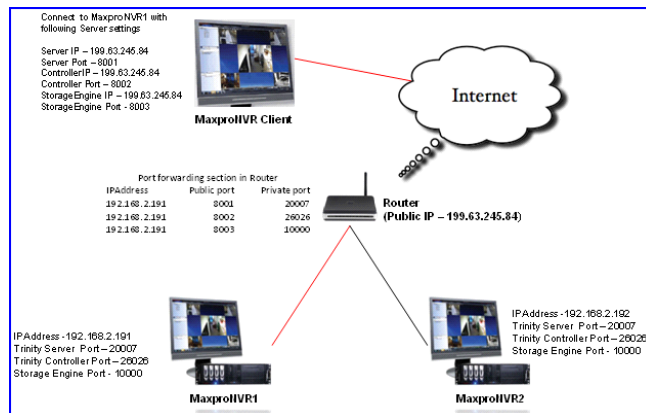 Connect to MaxproNVR1 with
following Server settings
Server IP – 199.63.245.84
Server Port – 8001
ControllerIP – 199.63.245.84
Controller Port – 8002
StorageEngine IP – 199.63.245.84
StorageEngine Port - 8003
MaxproNVR Client
Internet
Port forwarding section in Router
IPAddress Public port Private port
192.168.2.191 8001 20007
192.168.2.191 8002 26026
192.168.2.191 8003 10000
Router
(Public IP – 199.63.245.84)
IPAddress -192.168.2.191
Trinity Server Port – 20007
Trinity Controller Port – 26026
Storage Engine Port - 10000
MaxproNVR1
IPAddress -192.168.2.192
Trinity Server Port – 20007
Trinity Controller Port – 26026
Storage Engine Port - 10000
MaxproNVR2